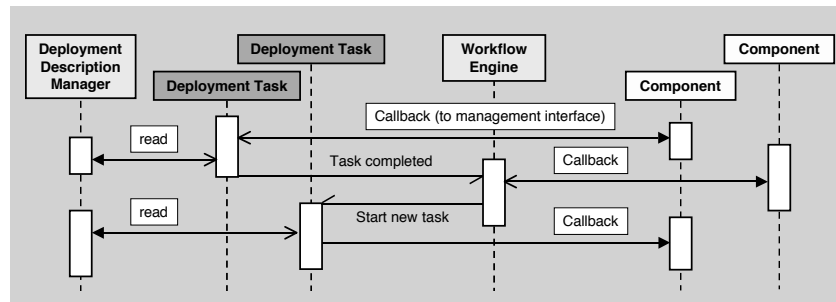 Deployment
Description
Manager
Deployment Task
Deployment Task
Workflow
Engine
Component
Component
Callback (to management interface)
read
Task completed
Callback
read
Start new task
Callback